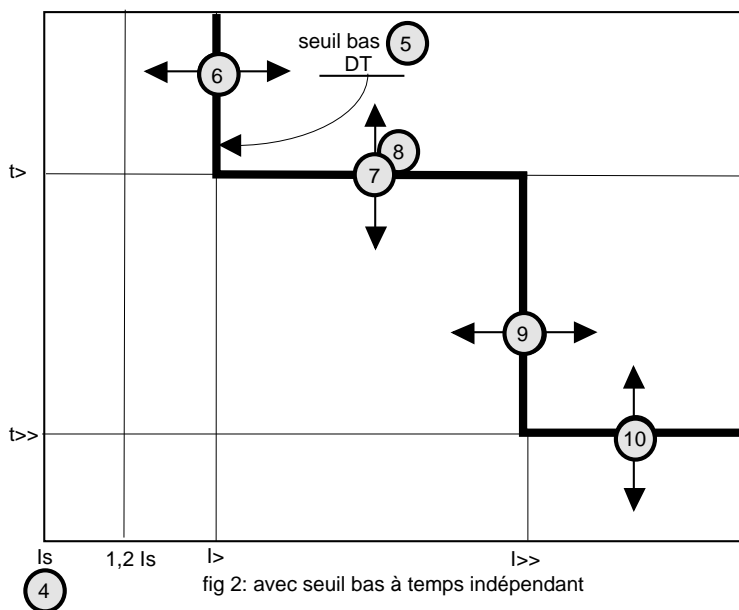 seuil bas 5
DT
6
8
t> 7
9
t>> 10
Is 1,2 Is I> I>>
4 fig 2: avec seuil bas à temps indépendant